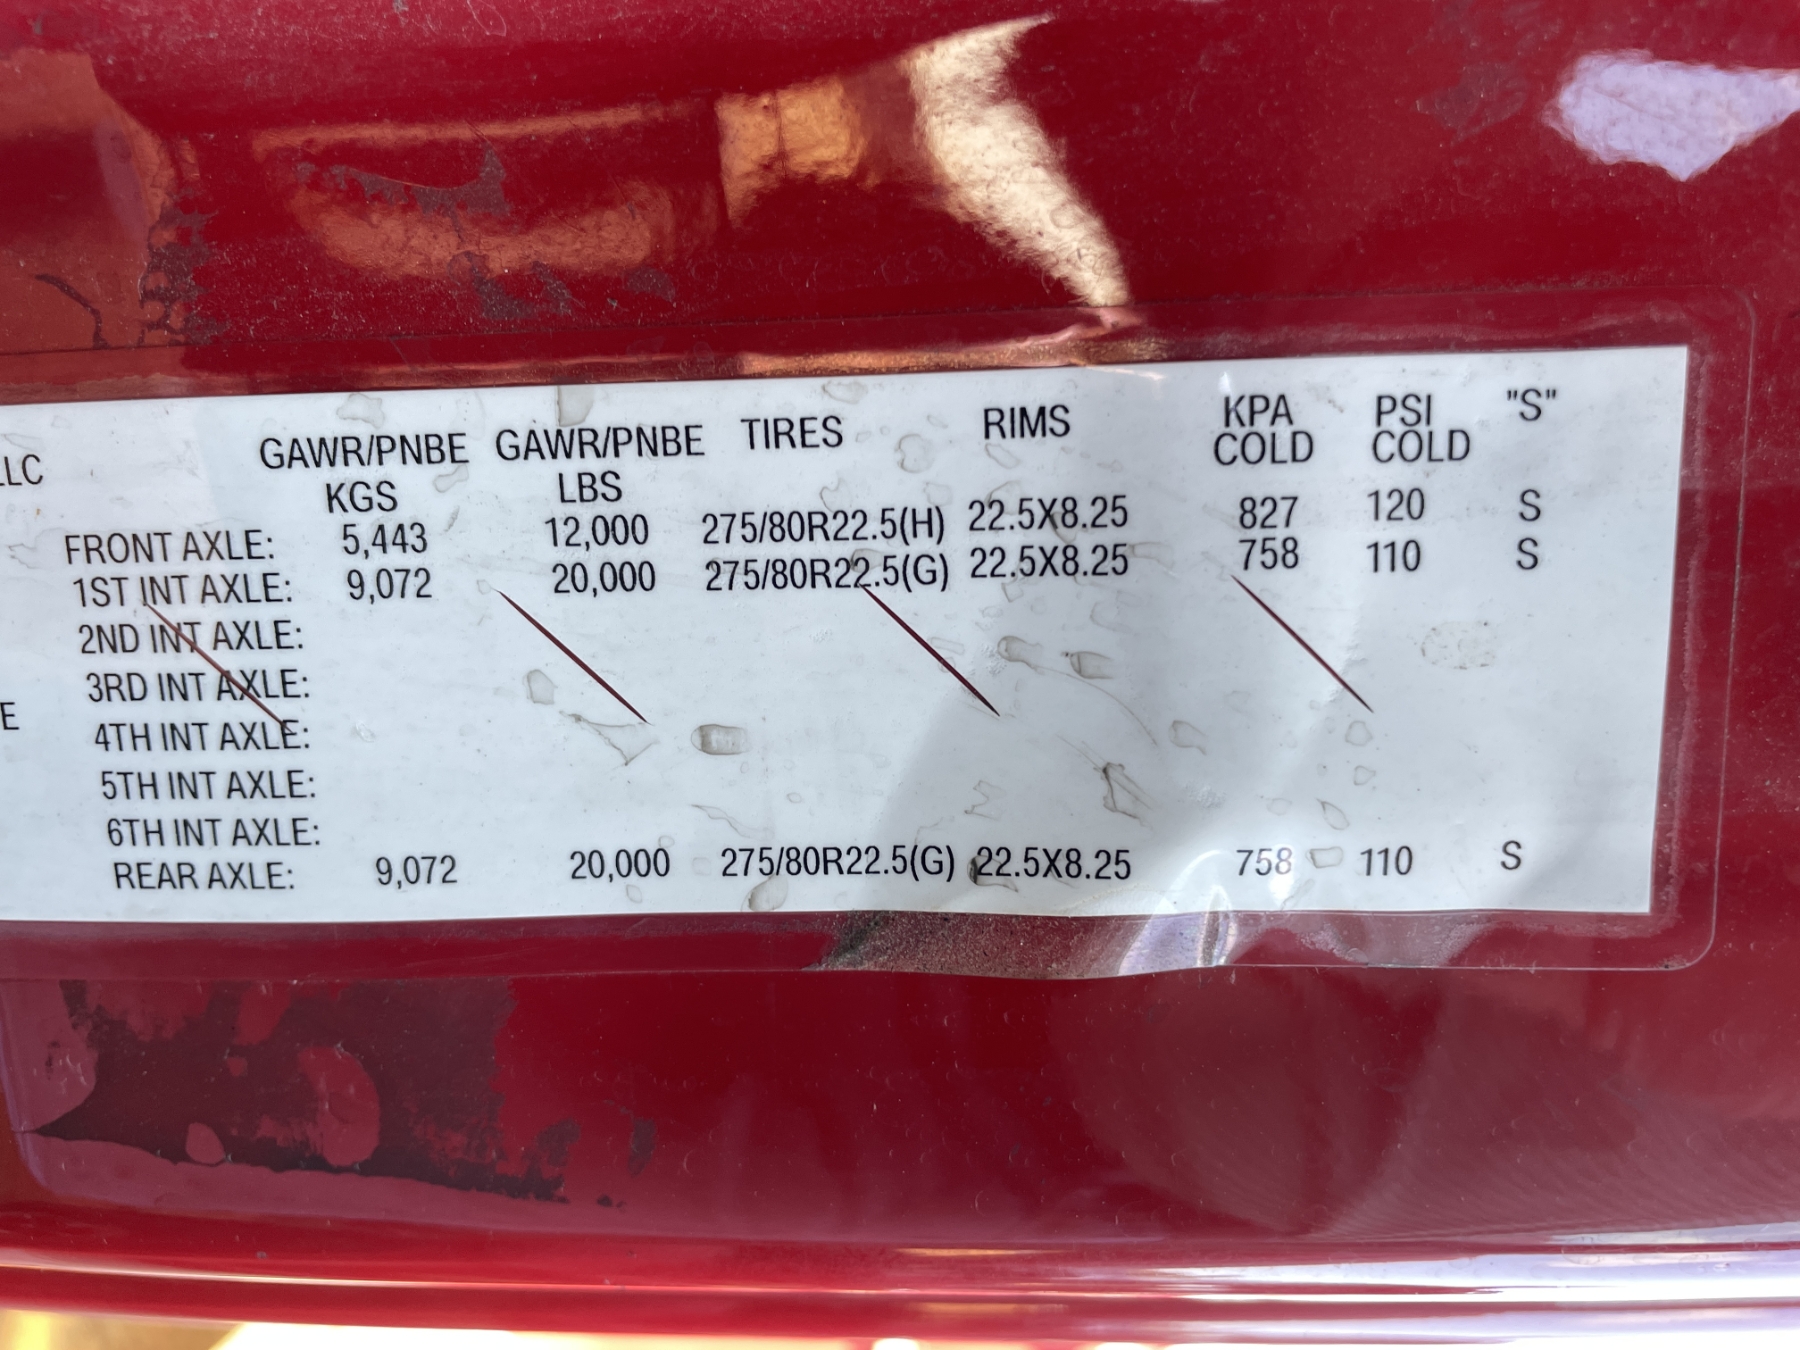 GAWR/PNBE GAWR/PNBE TIRES RIMS KPA PSI "S"
LLC KGS LBS COLD COLD
FRONT AXLE: 5,443 12,000 275/80R22.5(H) 22.5X8.25 827 120 S
1ST INT AXLE: 9,072 20,000 275/80R22.5(G) 22.5X8.25 758 110 S
2ND INT AXLE:
3RD INT AXLE:
E 4TH INT AXLE:
5TH INT AXLE:
6TH INT AXLE:
REAR AXLE: 9,072 20,000 275/80R22.5(G) 22.5X8.25 758 110 S